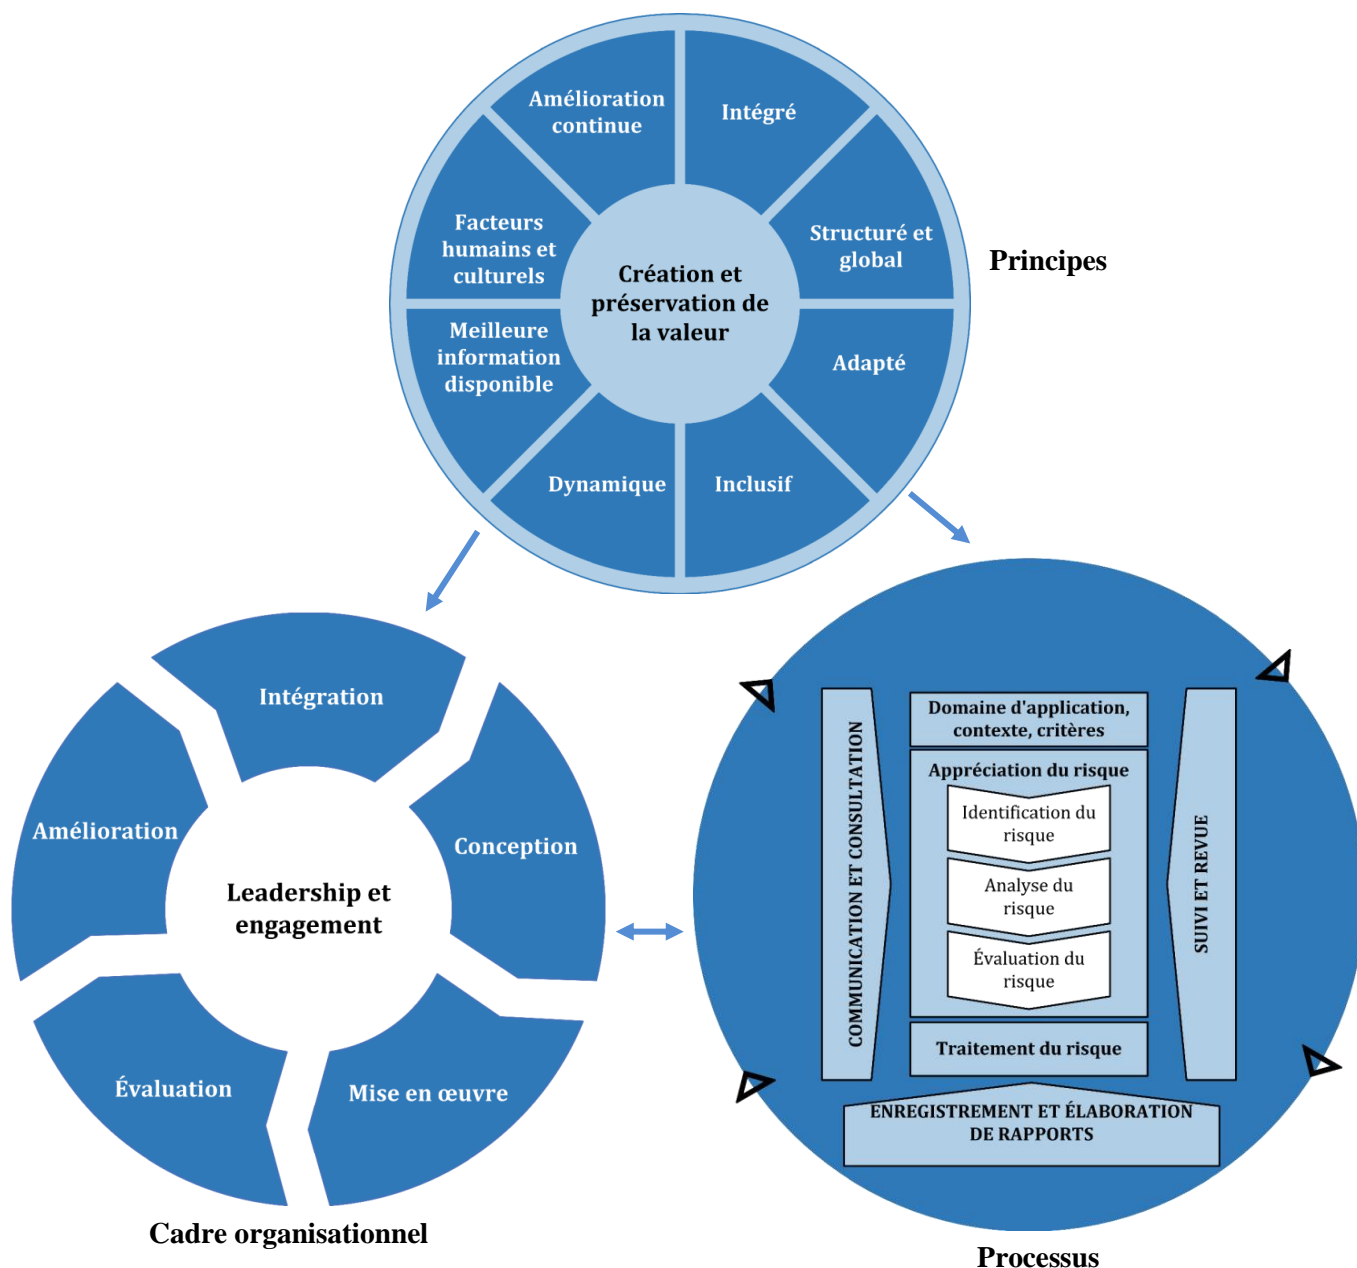 Amélioration
continue
Intégré
Facteurs
humains et
culturels
Structuré et
global
Principes
Création et
préservation de
la valeur
Meilleure
information
disponible
Adapté
Dynamique
Inclusif
Intégration
Amélioration
Conception
Leadership et
engagement
Évaluation
Mise en œuvre
Cadre organisationnel
COMMUNICATION ET CONSULTATION
Domaine d'application,
contexte, critères
Appréciation du risque
Identification du
risque
Analyse du
risque
Évaluation du
risque
Traitement du risque
SUIVI ET REVUE
ENREGISTREMENT ET ÉLABORATION
DE RAPPORTS
Processus